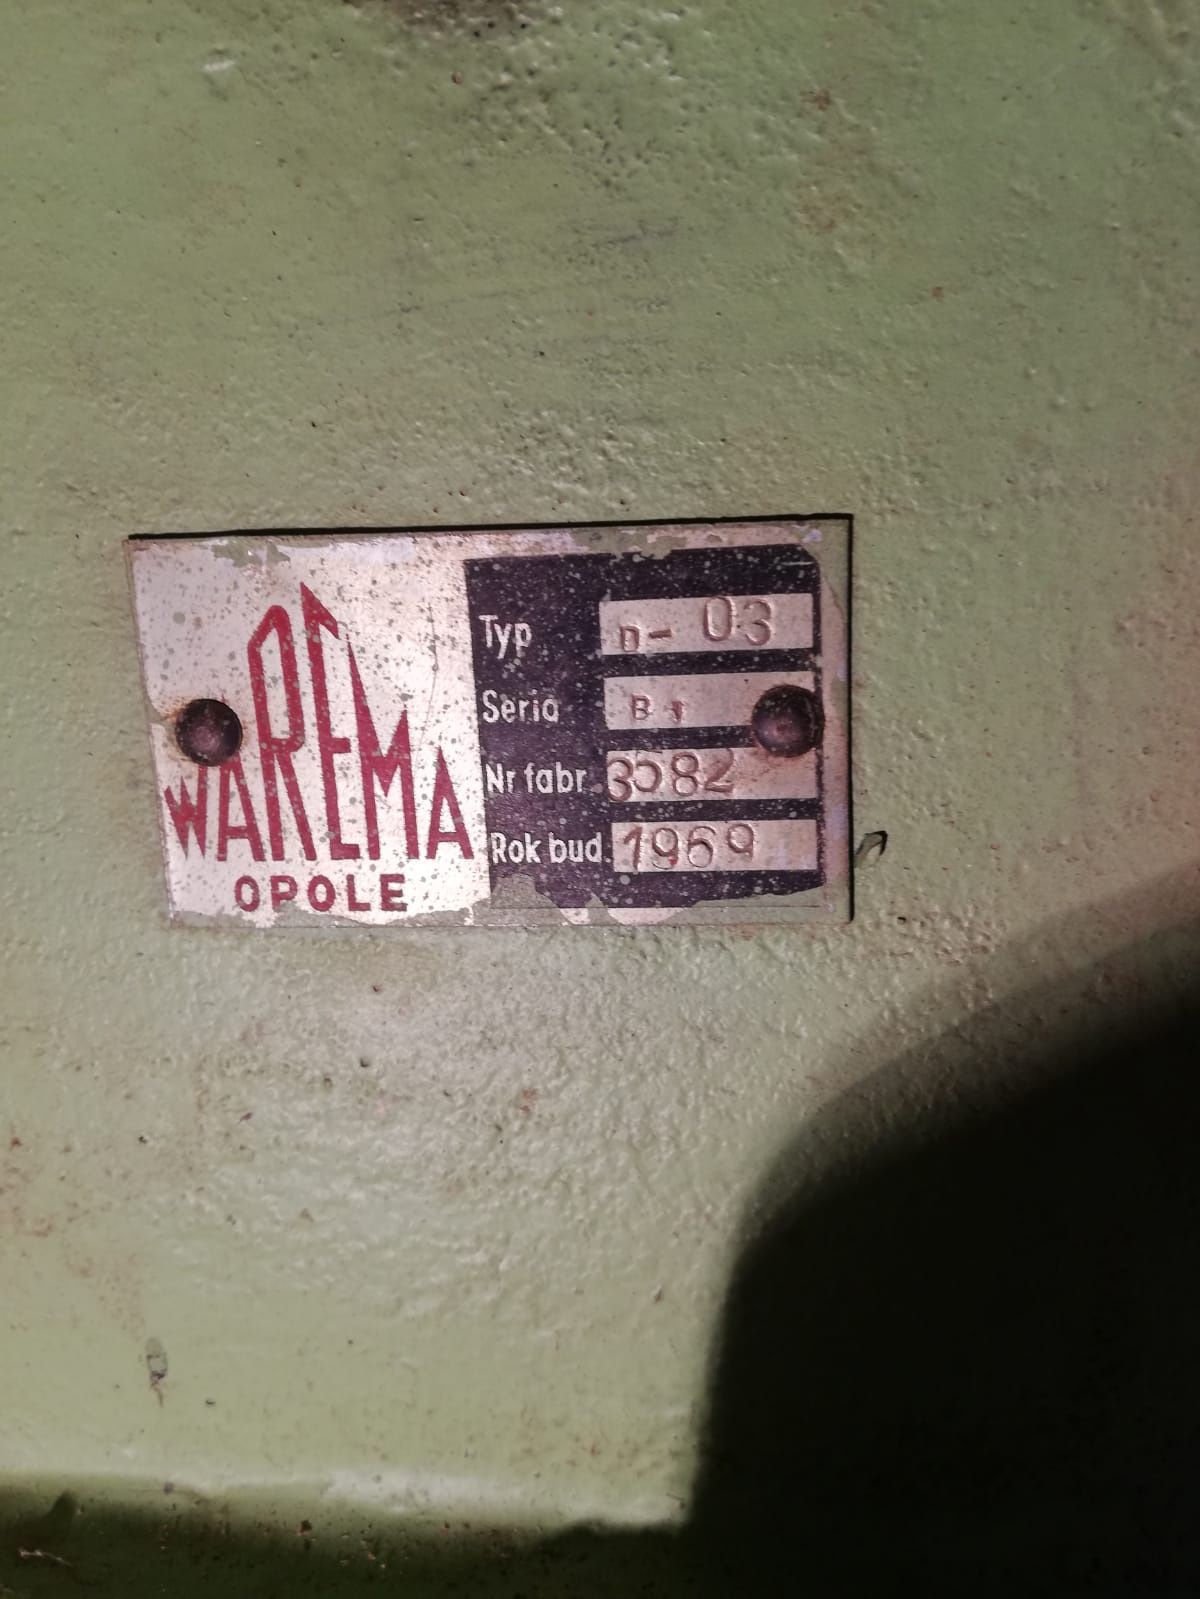 WAREMA
OPOLE
Typ D- 03
Seria B
Nr fabr. 3582
Rok bud. 1969